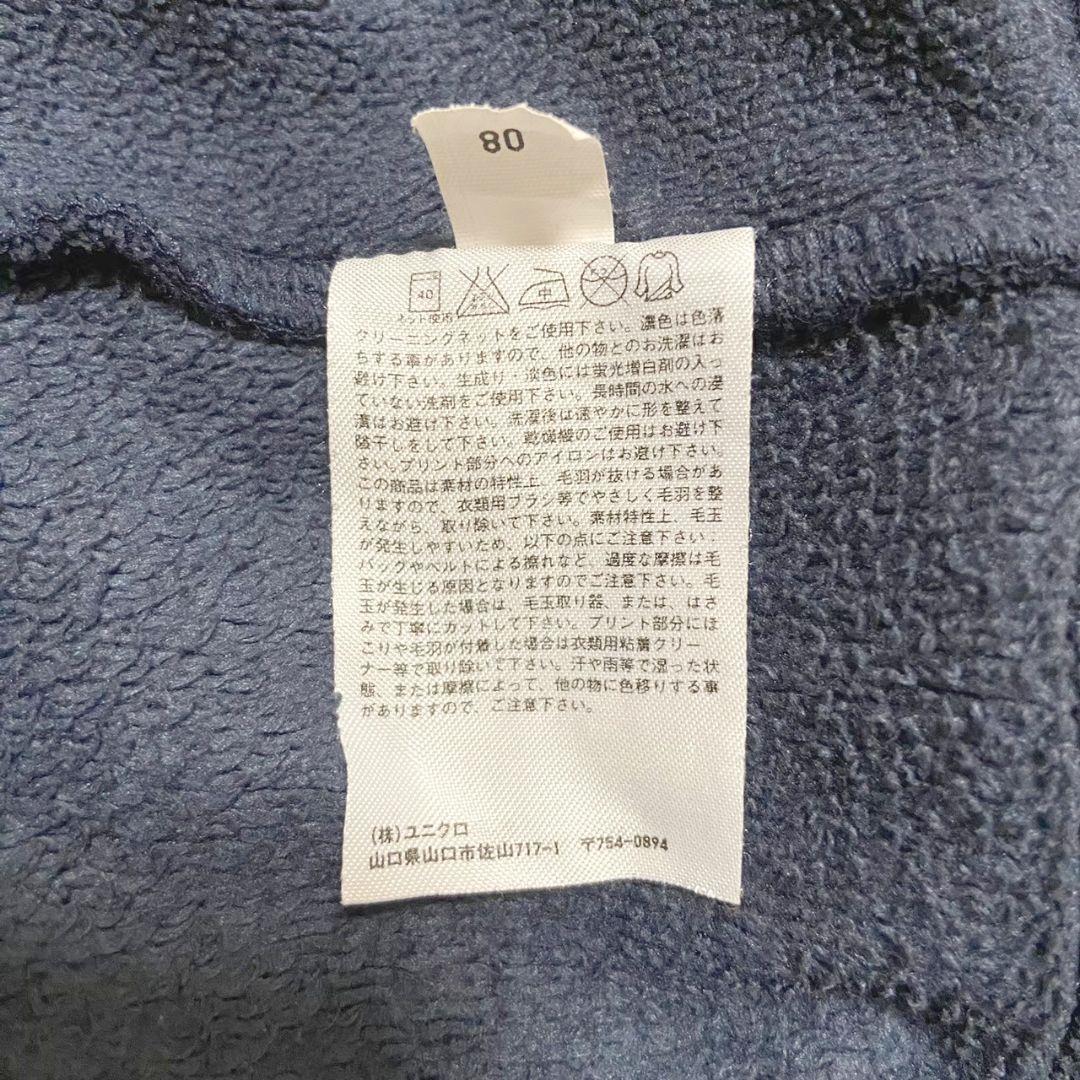 80
40
ネット使用
中
クリーニングネットをご使用下さい。濃色は色落
ちする事がありますので、他の物とのお洗濯はお
避け下さい。生成り・淡色には蛍光増白剤の入っ
ていない洗剤をご使用下さい。長時間の水への浸
漬はお避け下さい。洗濯後は速やかに形を整えて
陰干しをして下さい。乾燥機のご使用はお避け下
さい。プリント部分へのアイロンはお避け下さい。
この商品は素材の特性上、毛羽が抜ける場合があ
りますので、衣類用ブラシ等でやさしく毛羽を整
えながら、取り除いて下さい。素材特性上、毛玉
が発生しやすいため、以下の点にご注意下さい:
バッグやベルトによる擦れなど、過度な摩擦は毛
玉が生じる原因となりますのでご注意下さい。毛
玉が発生した場合は、毛玉取り器、または、はさ
みで丁寧にカットして下さい。プリント部分にほ
こりや毛羽が付着した場合は衣類用粘着クリー
ナー等で取り除いて下さい。汗や雨等で湿った状
態、または摩擦によって、他の物に色移りする事
がありますので、ご注意下さい。
(株)ユニクロ
山口県山口市佐山717-1 〒754-0894